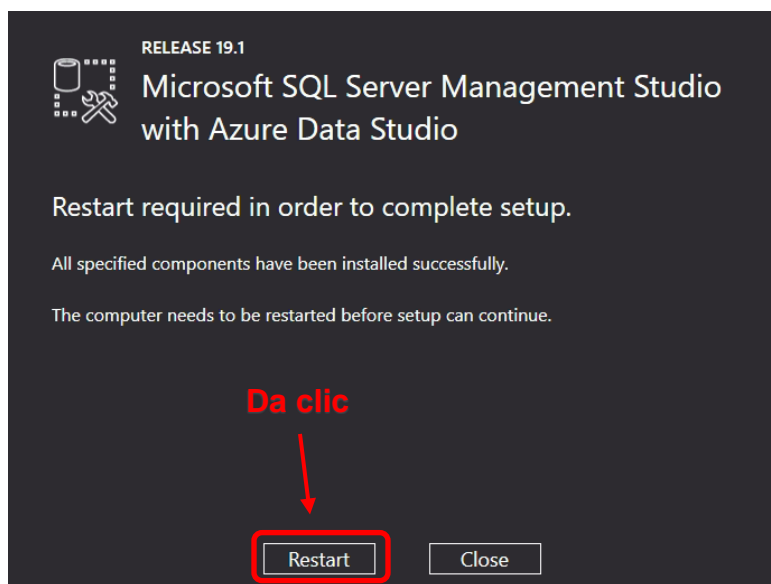 RELEASE 19.1
Microsoft SQL Server Management Studio
with Azure Data Studio
Restart required in order to complete setup.
All specified components have been installed successfully.
The computer needs to be restarted before setup can continue.
Da clic
Restart
Close